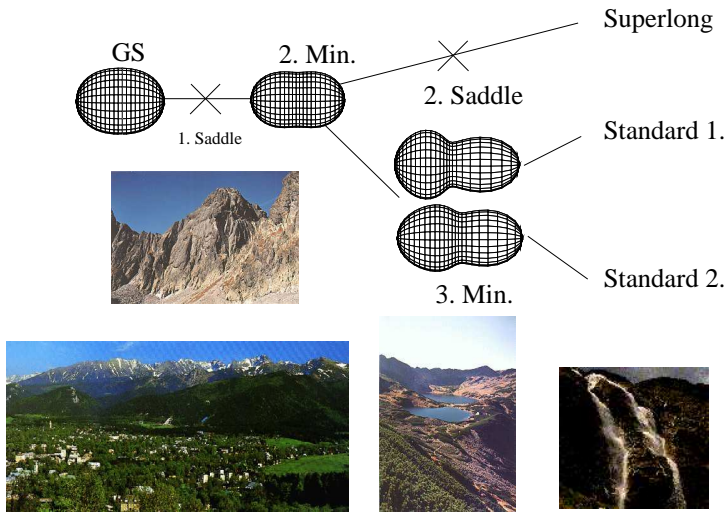 Superlong
GS
2. Min.
2. Saddle
1. Saddle
Standard 1.
Standard 2.
3. Min.